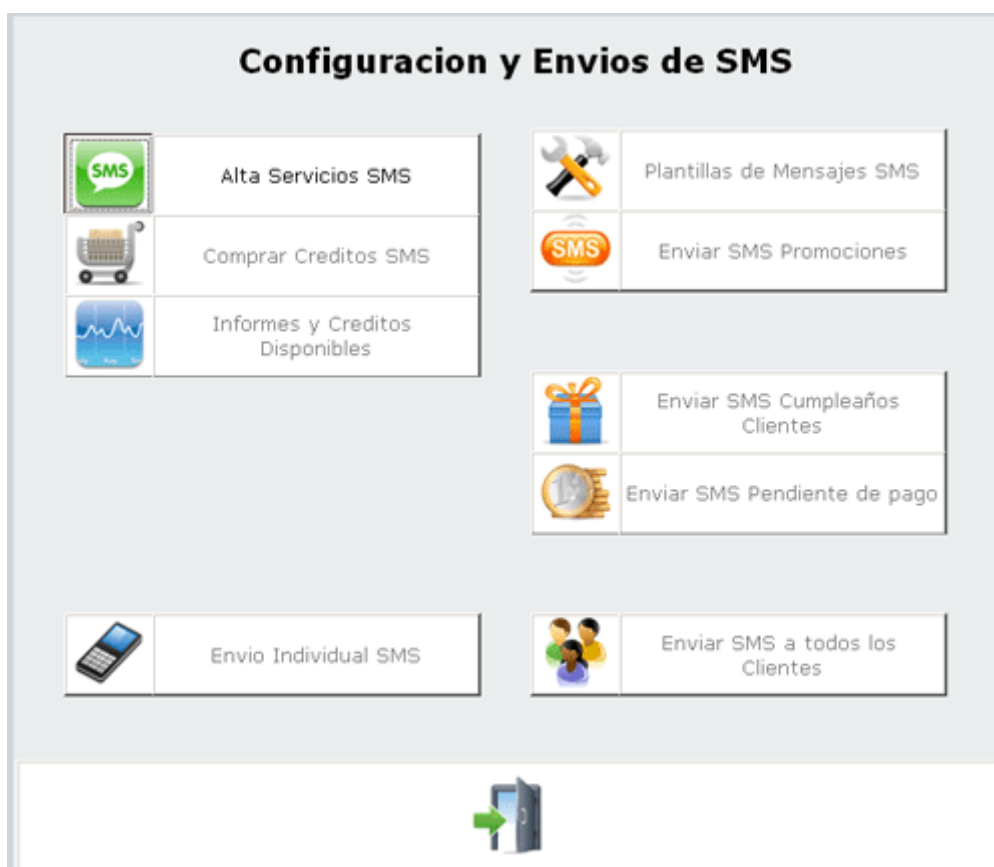 Configuracion y Envios de SMS
SMS
Alta Servicios SMS
Comprar Creditos SMS
Informes y Creditos
Disponibles
Plantillas de Mensajes SMS
SMS
Enviar SMS Promociones
Enviar SMS Cumpleaños
Clientes
Enviar SMS Pendiente de pago
Envio Individual SMS
Enviar SMS a todos los
Clientes